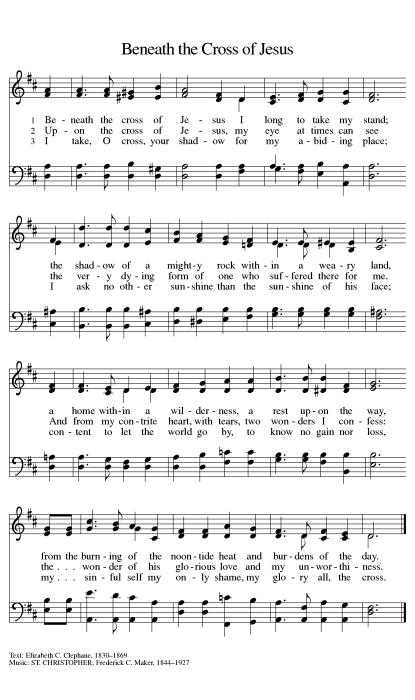 Beneath the Cross of Jesus
1 Be - neath the cross of Je - sus I long to take my stand;
2 Up - on the cross of Je - sus, my eye at times can see
3 I take, O cross, your shad - ow for my a - bid - ing place;
the shad - ow of a might - y rock with - in a wea - ry land,
the ver - y dy - ing form of one who suf - fered there for me.
I ask no oth - er sun - shine than the sun - shine of his face;
a home with - in a wil - der - ness, a rest up - on the way,
And from my con - trite heart, with tears, two won - ders I con - fess:
con - tent to let the world go by, to know no gain nor loss,
from the burn - ing of the noon - tide heat and bur - dens of the day.
the . . . won - der of his glo - rious love and my un - wor - thi - ness.
my . . . sin - ful self my on - ly shame, my glo - ry all, the cross.
Text: Elizabeth C. Clephane, 1830–1869
Music: ST. CHRISTOPHER, Frederick C. Maker, 1844–1927